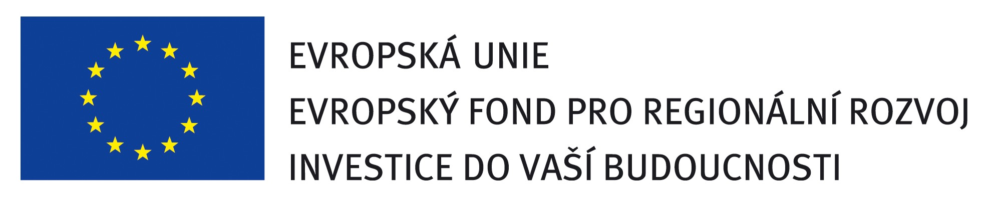 EVROPSKÁ UNIE
EVROPSKÝ FOND PRO REGIONÁLNÍ ROZVOJ
INVESTICE DO VAŠÍ BUDOUCNOSTI